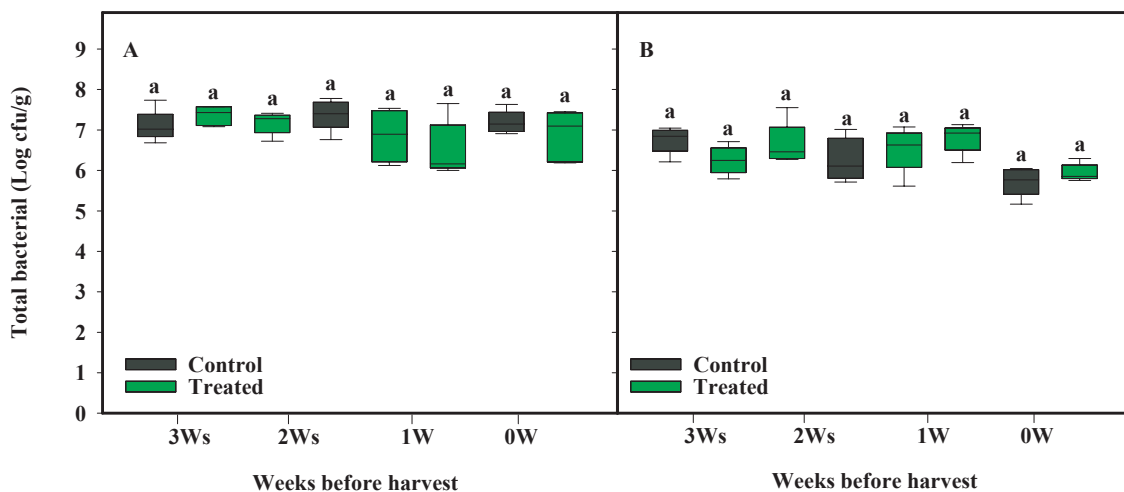 Total bacterial (Log cfu/g)
9
8
7
6
5
4
3
2
1
0
A
a a a a a a a a
Control
Treated
3Ws 2Ws 1W 0W
Weeks before harvest
B
a a a a a a a a
Control
Treated
3Ws 2Ws 1W 0W
Weeks before harvest